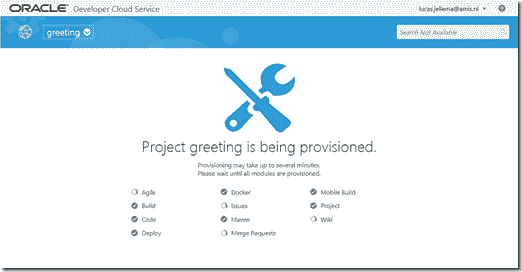 ORACLE Developer Cloud Service
lucas.jellema@amis.nl
greeting
Search Not Available
Project greeting is being provisioned.
Provisioning may take up to several minutes.
Please wait until all modules are provisioned.
Agile
Docker
Mobile Build
Build
Issues
Project
Code
Maven
Wiki
Deploy
Merge Requests